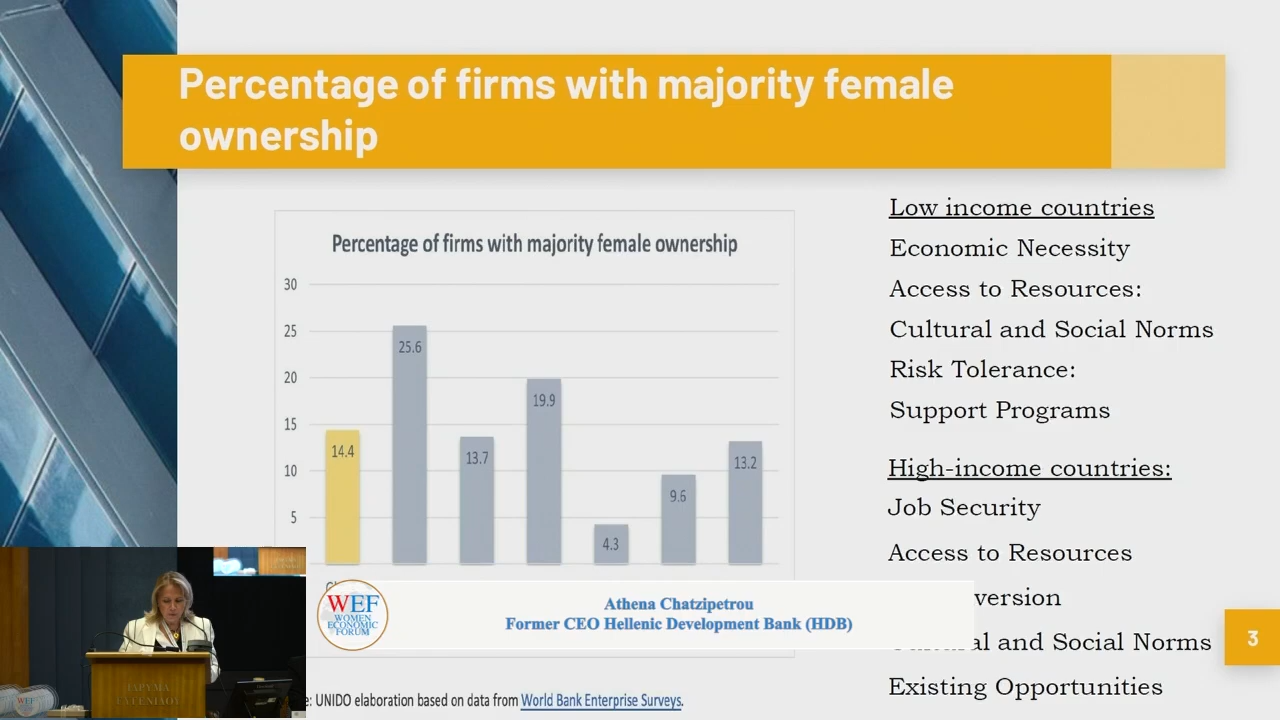 Percentage of firms with majority female
ownership
Percentage of firms with majority female ownership
30
25
20
15
10
5
14.4
25.6
13.7
19.9
4.3
9.6
13.2
Low income countries
Economic Necessity
Access to Resources:
Cultural and Social Norms
Risk Tolerance:
Support Programs
High-income countries:
Job Security
Access to Resources
version
and Social Norms
Existing Opportunities
3
WEF
WOMEN
ECONOMIC
FORUM
Athena Chatzipetrou
Former CEO Hellenic Development Bank (HDB)
UNIDO elaboration based on data from World Bank Enterprise Surveys.
ΙΔΡΥΜΑ
ΕΥΓΕΝΙΔΟΥ